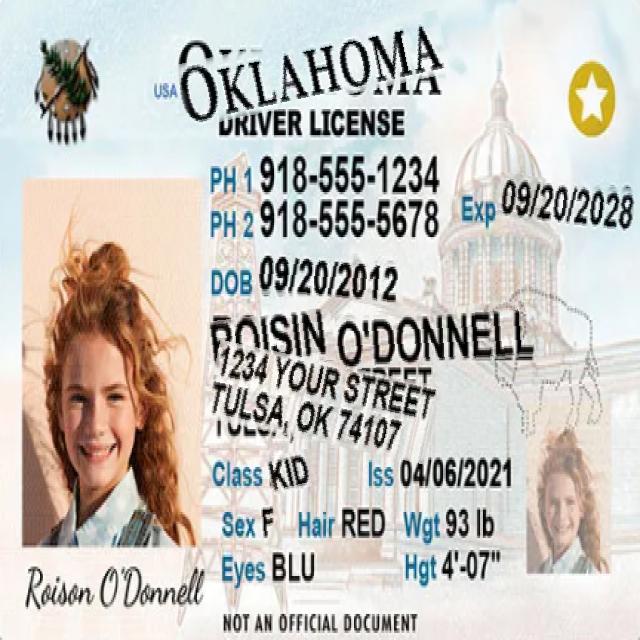 USA OKLAHOMA
DRIVER LICENSE
PH 1 918-555-1234
PH 2 918-555-5678
Exp 09/20/2028
DOB 09/20/2012
ROISIN O'DONNELL
1234 YOUR STREET
TULSA, OK 74107
Class KID Iss 04/06/2021
Sex F Hair RED Wgt 93 lb
Eyes BLU Hgt 4'-07"
Roison O'Donnell
NOT AN OFFICIAL DOCUMENT